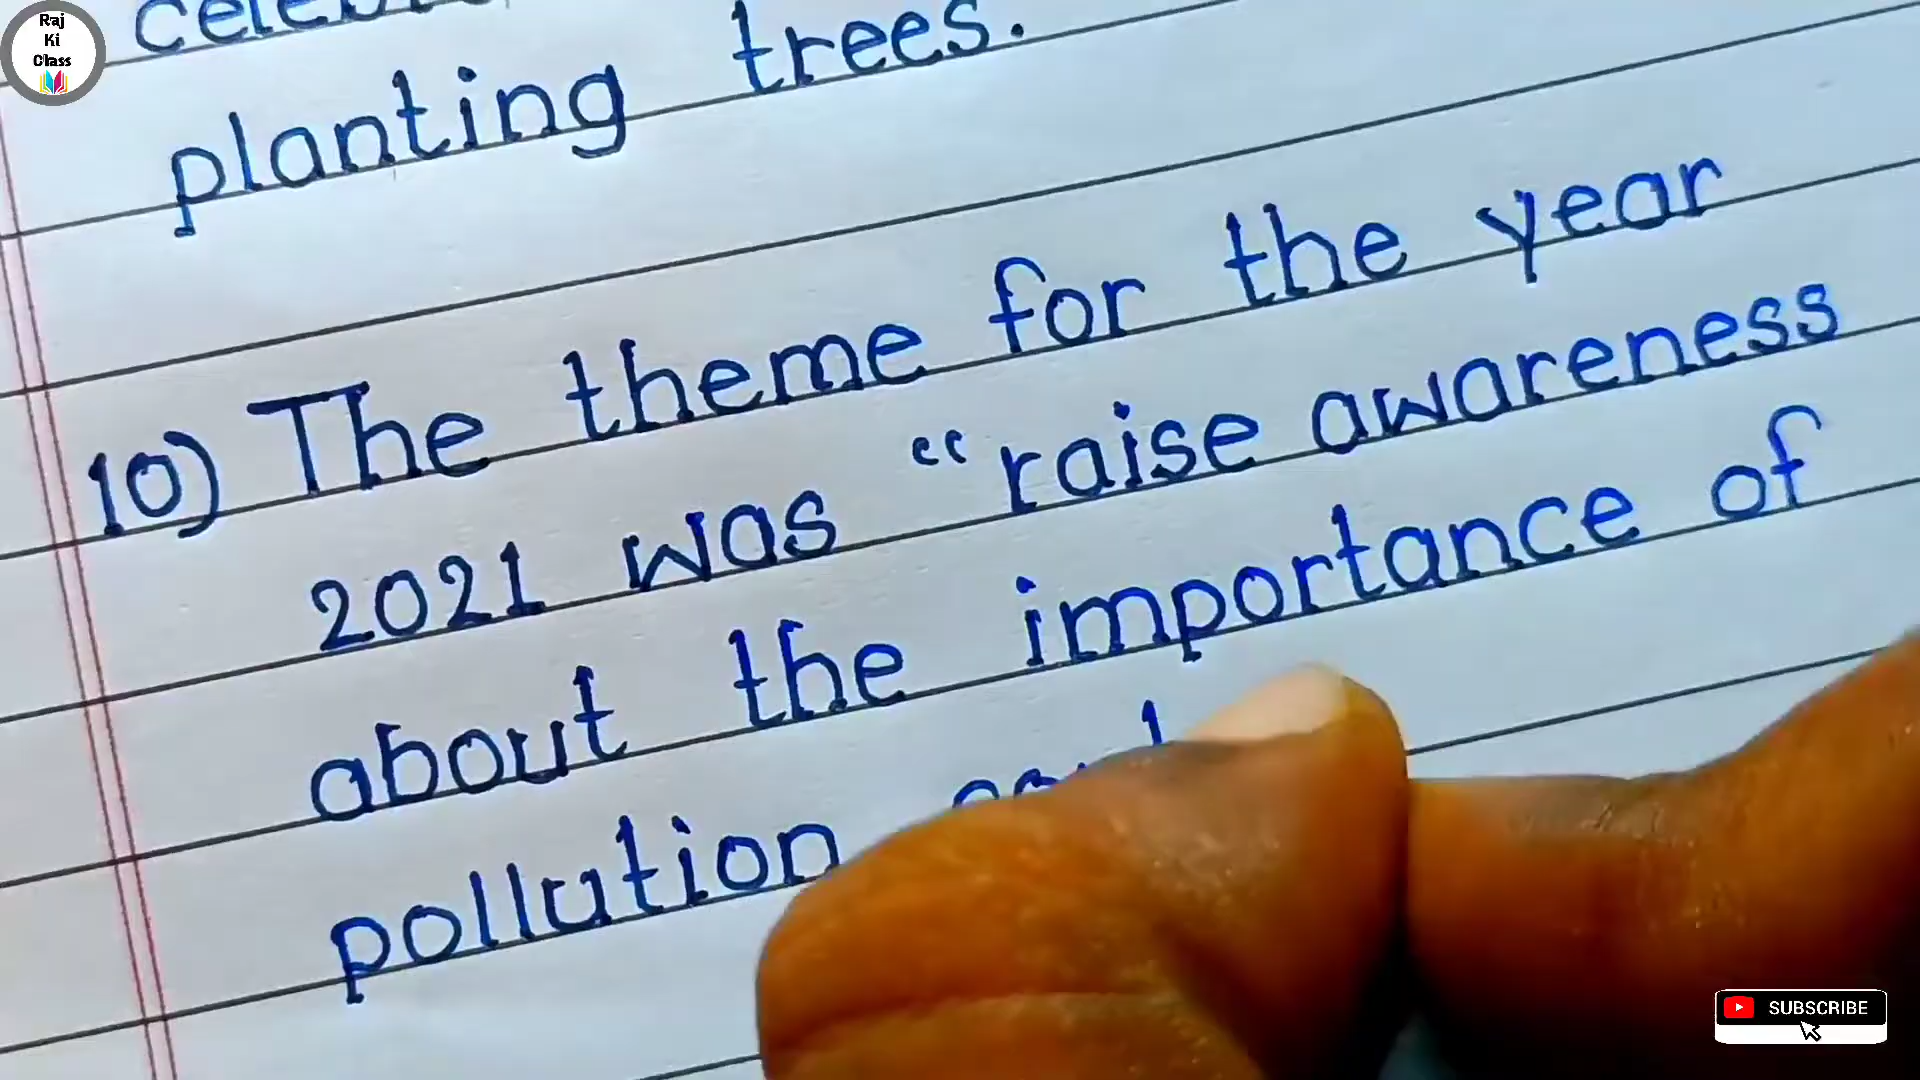 Raj
Ki
Class
planting trees.
10) The theme for the year
2021 was “raise awareness
about the importance of
pollution
SUBSCRIBE